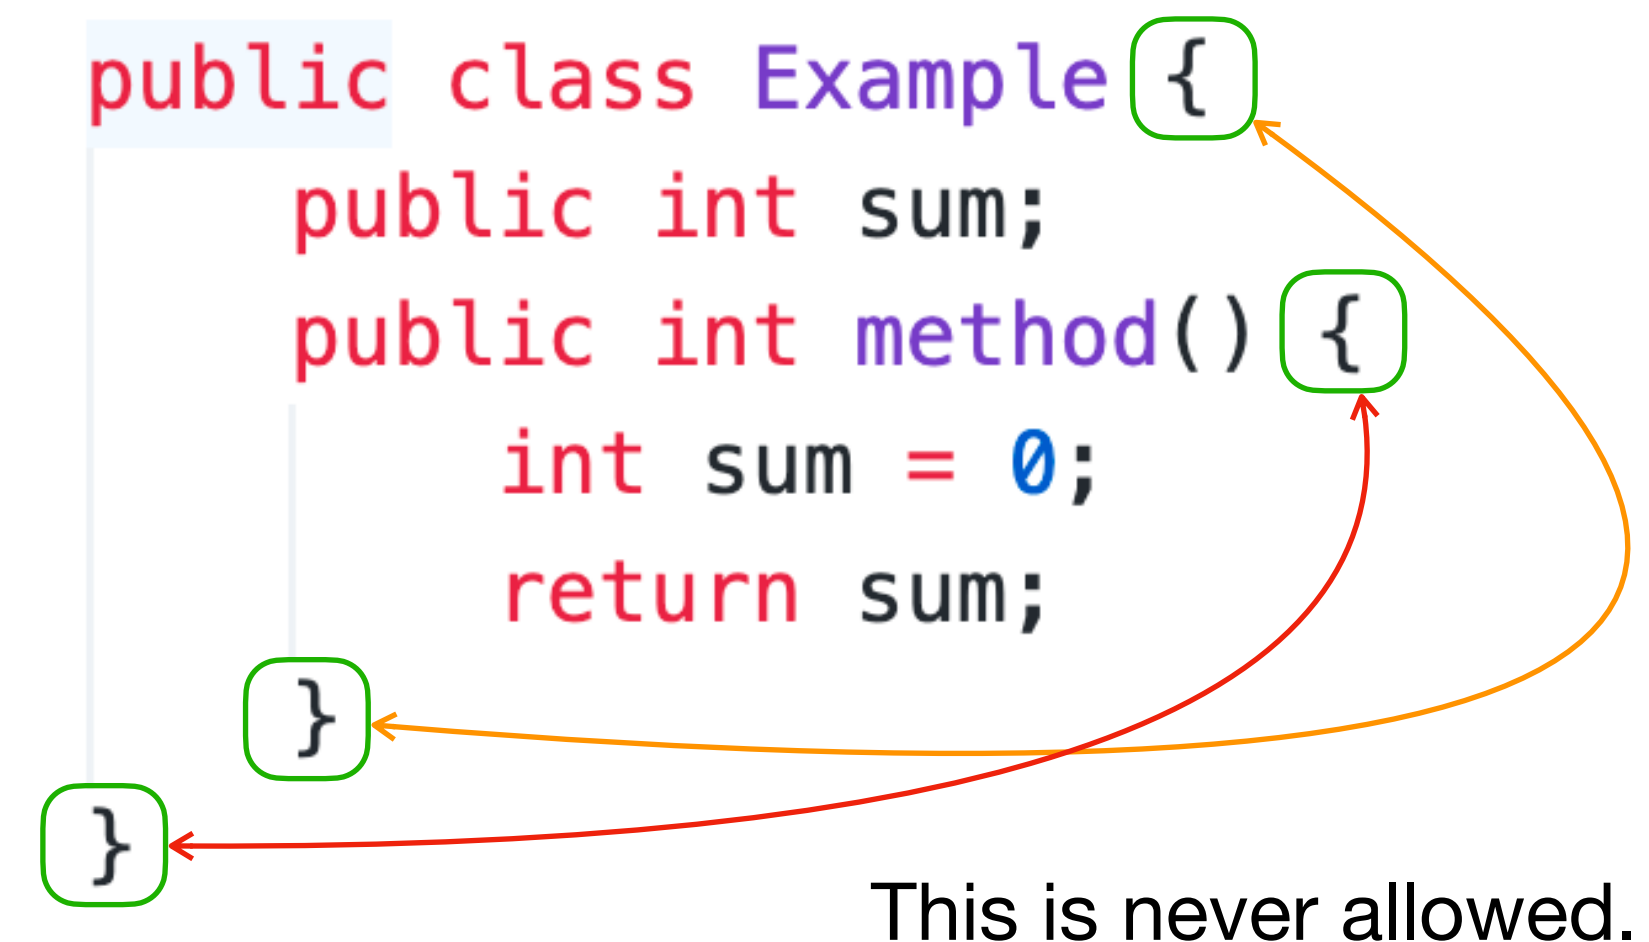 public class Example {
public int sum;
public int method() {
int sum = 0;
return sum;
}
}
This is never allowed.